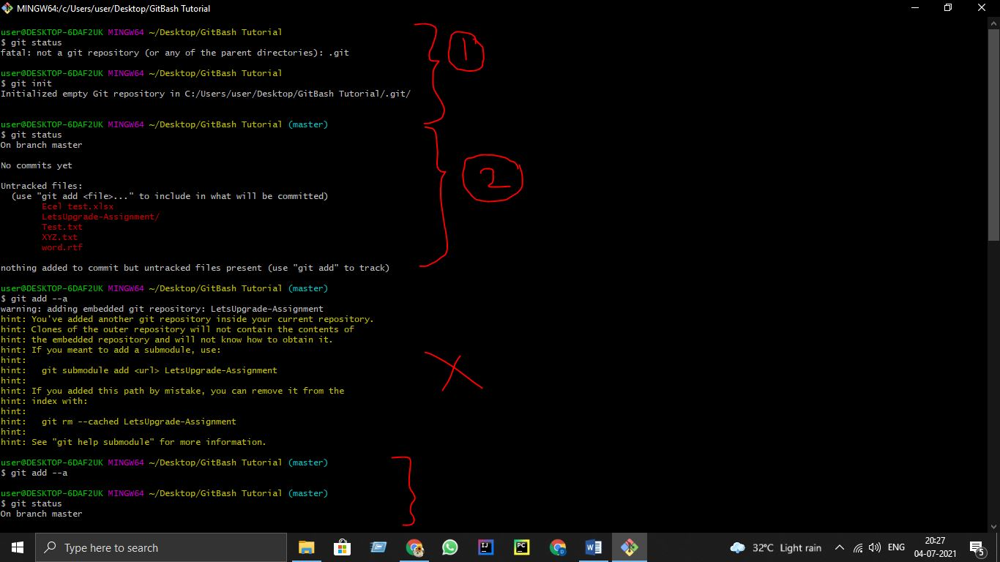 MINGW64:/c/Users/user/Desktop/GitBash Tutorial
user@DESKTOP-6DAF2UK MINGW64 ~/Desktop/GitBash Tutorial
$ git status
fatal: not a git repository (or any of the parent directories): .git
1
user@DESKTOP-6DAF2UK MINGW64 ~/Desktop/GitBash Tutorial
$ git init
Initialized empty Git repository in C:/Users/user/Desktop/GitBash Tutorial/.git/
user@DESKTOP-6DAF2UK MINGW64 ~/Desktop/GitBash Tutorial (master)
$ git status
On branch master
No commits yet
2
Untracked files:
(use "git add <file>..." to include in what will be committed)
Ecel test.xlsx
LetsUpgrade-Assignment/
Test.txt
XYZ.txt
word.rtf
nothing added to commit but untracked files present (use "git add" to track)
user@DESKTOP-6DAF2UK MINGW64 ~/Desktop/GitBash Tutorial (master)
$ git add --a
warning: adding embedded git repository: LetsUpgrade-Assignment
hint: You've added another git repository inside your current repository.
hint: Clones of the outer repository will not contain the contents of
hint: the embedded repository and will not know how to obtain it.
hint: If you meant to add a submodule, use:
hint:
hint: git submodule add <url> LetsUpgrade-Assignment
hint:
hint: If you added this path by mistake, you can remove it from the
hint: index with:
hint:
hint: git rm --cached LetsUpgrade-Assignment
hint:
hint: See "git help submodule" for more information.
user@DESKTOP-6DAF2UK MINGW64 ~/Desktop/GitBash Tutorial (master)
$ git add --a
user@DESKTOP-6DAF2UK MINGW64 ~/Desktop/GitBash Tutorial (master)
$ git status
On branch master
Type here to search
IJ
PC
D
W
32°C Light rain
ENG
20:27
04-07-2021
5